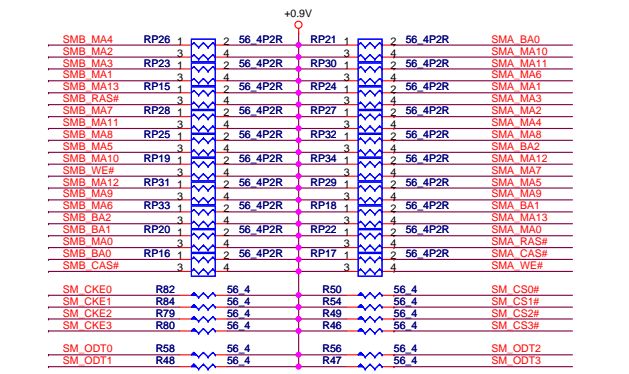 +0.9V
SMB_MA4 RP26 1 2 56_4P2R RP21 1 2 56_4P2R SMA_BA0
SMB_MA2 3 4 3 4 SMA_MA10
SMB_MA3 RP23 1 2 56_4P2R RP30 1 2 56_4P2R SMA_MA11
SMB_MA1 3 4 3 4 SMA_MA6
SMB_MA13 RP15 1 2 56_4P2R RP24 1 2 56_4P2R SMA_MA1
SMB_RAS# 3 4 3 4 SMA_MA3
SMB_MA7 RP28 1 2 56_4P2R RP27 1 2 56_4P2R SMA_MA2
SMB_MA11 3 4 3 4 SMA_MA4
SMB_MA8 RP25 1 2 56_4P2R RP32 1 2 56_4P2R SMA_MA8
SMB_MA5 3 4 3 4 SMA_BA2
SMB_MA10 RP19 1 2 56_4P2R RP34 1 2 56_4P2R SMA_MA12
SMB_WE# 3 4 3 4 SMA_MA7
SMB_MA12 RP31 1 2 56_4P2R RP29 1 2 56_4P2R SMA_MA5
SMB_MA9 3 4 3 4 SMA_MA9
SMB_MA6 RP33 1 2 56_4P2R RP18 1 2 56_4P2R SMA_BA1
SMB_BA2 3 4 3 4 SMA_MA13
SMB_BA1 RP20 1 2 56_4P2R RP22 1 2 56_4P2R SMA_MA0
SMB_MA0 3 4 3 4 SMA_RAS#
SMB_BA0 RP16 1 2 56_4P2R RP17 1 2 56_4P2R SMA_CAS#
SMB_CAS# 3 4 3 4 SMA_WE#
SM_CKE0 R82 56_4 R50 56_4 SM_CS0#
SM_CKE1 R84 56_4 R54 56_4 SM_CS1#
SM_CKE2 R79 56_4 R49 56_4 SM_CS2#
SM_CKE3 R80 56_4 R46 56_4 SM_CS3#
SM_ODT0 R58 56_4 R56 56_4 SM_ODT2
SM_ODT1 R48 56_4 R47 56_4 SM_ODT3